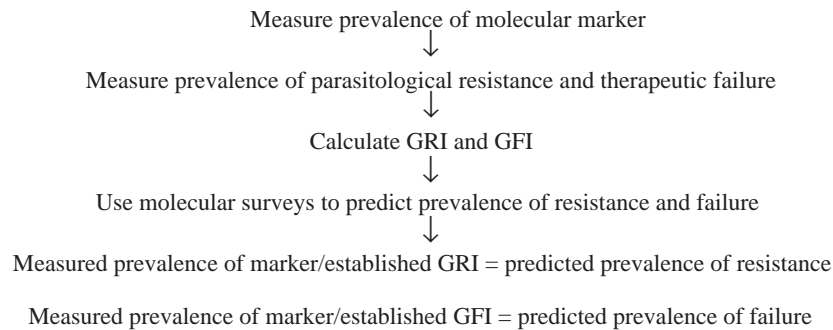 Measure prevalence of molecular marker
↓
Measure prevalence of parasitological resistance and therapeutic failure
↓
Calculate GRI and GFI
↓
Use molecular surveys to predict prevalence of resistance and failure
↓
Measured prevalence of marker/established GRI = predicted prevalence of resistance
Measured prevalence of marker/established GFI = predicted prevalence of failure